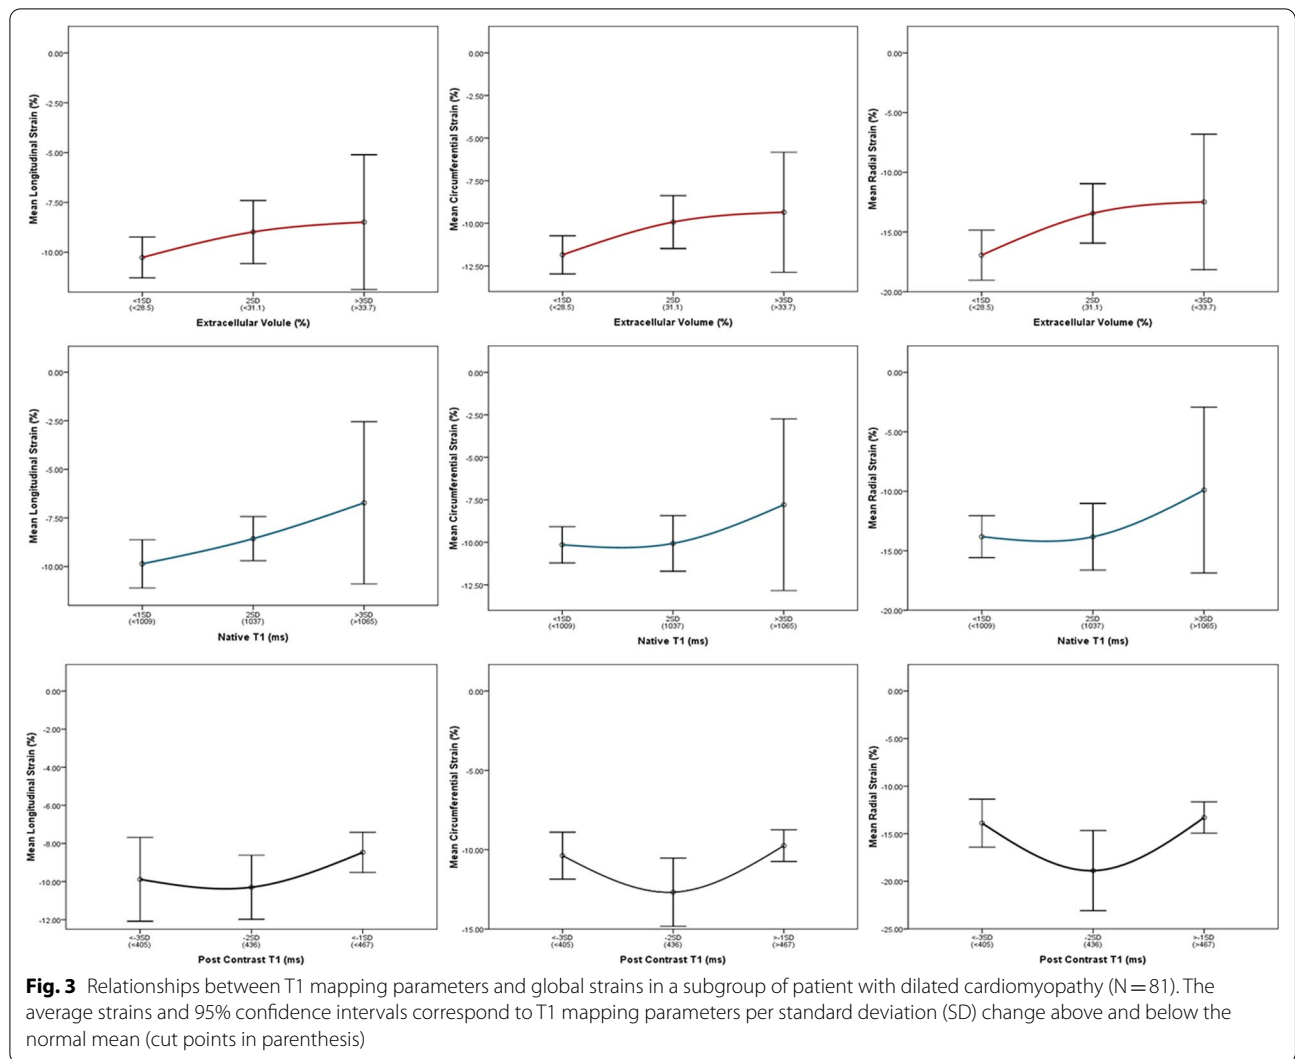 0.00
-2.50
-5.00
-7.50
-10.00
Mean Longitudinal Strain (%)
<1SD
(<28.5)
2SD
(<31.1)
>3SD
(>33.7)
Extracellular Volule (%)
0.00
-2.50
-5.00
-7.50
-10.00
-12.50
Mean Circumferential Strain (%)
<1SD
(<28.5)
2SD
(31.1)
>3SD
(>33.7)
Extracellular Volume (%)
0.00
-5.00
-10.00
-15.00
-20.00
Mean Radial Strain (%)
<1SD
(<28.5)
2SD
(31.1)
<3SD
(<33.7)
Extracellular Volume (%)
0.00
-2.50
-5.00
-7.50
-10.00
Mean Longitudinal Strain (%)
<1SD
(<1009)
2SD
(1037)
>3SD
(>1065)
Native T1 (ms)
0.00
-2.50
-5.00
-7.50
-10.00
-12.50
Mean Circumferential Strain (%)
<1SD
(<1009)
2SD
(1037)
>3SD
(>1065)
Native T1 (ms)
0.00
-5.00
-10.00
-15.00
-20.00
Mean Radial Strain (%)
<1SD
(<1009)
2SD
(1037)
>3SD
(>1065)
Native T1 (ms)
0.00
-2.00
-4.00
-6.00
-8.00
-10.00
-12.00
Mean Longitudinal Strain (%)
<-3SD
(<405)
-2SD
(436)
<-1SD
(<467)
Post Contrast T1 (ms)
0.00
-5.00
-10.00
-15.00
Mean Circumferential Strain (%)
<-3SD
(<405)
-2SD
(436)
>-1SD
(>467)
Post Contrast T1 (ms)
0.00
-5.00
-10.00
-15.00
-20.00
-25.00
Mean Radial Strain (%)
<-3SD
(<405)
-2SD
(436)
>-1SD
(>467)
Post Contrast T1 (ms)
Fig. 3 Relationships between T1 mapping parameters and global strains in a subgroup of patient with dilated cardiomyopathy (N = 81). The
average strains and 95% confidence intervals correspond to T1 mapping parameters per standard deviation (SD) change above and below the
normal mean (cut points in parenthesis)